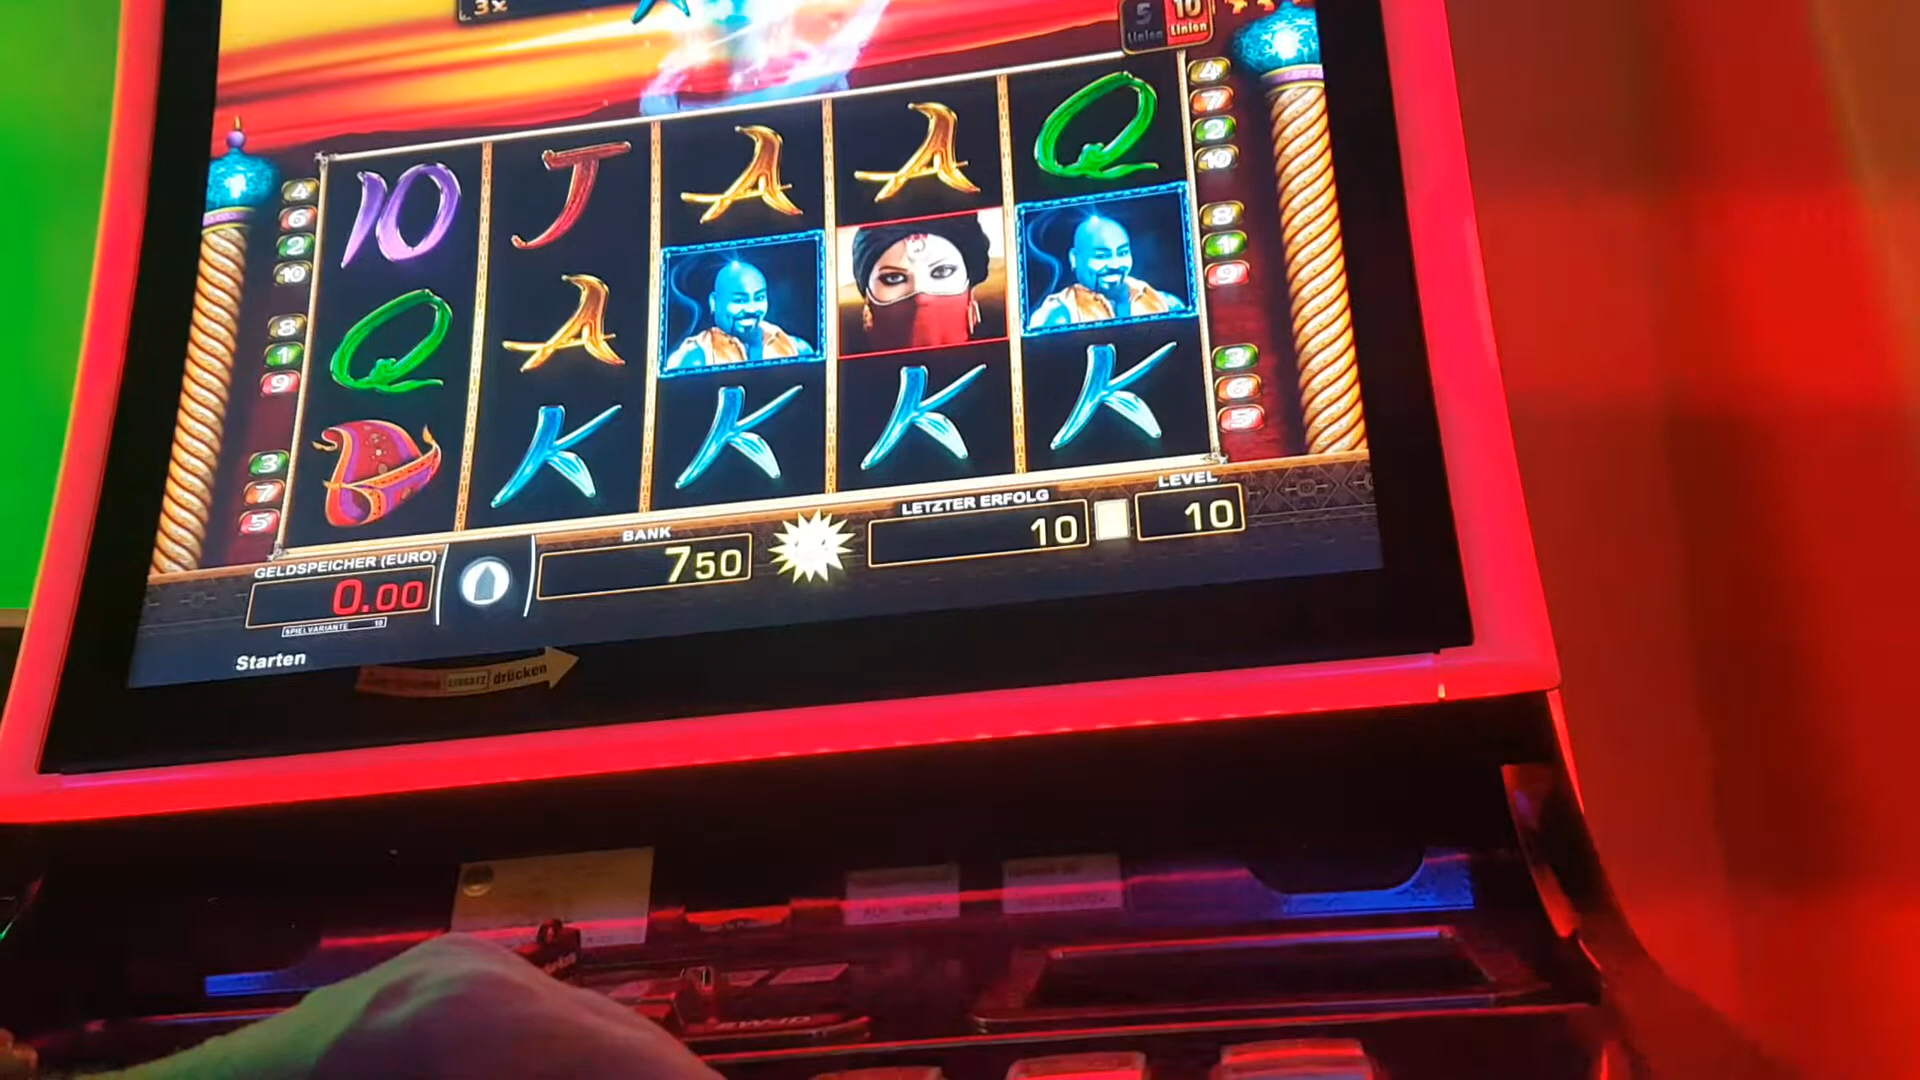 3x
5 10
Linien Linien
10 J A A Q
Q A
K K K K
4
6
2
10
8
1
9
3
7
5
4
7
2
10
8
1
9
3
6
5
GELDSPEICHER (EURO)
0.00
SPIELVARIANTE 10
BANK
750
LETZTER ERFOLG
10
LEVEL
10
Starten
EINSATZ drücken